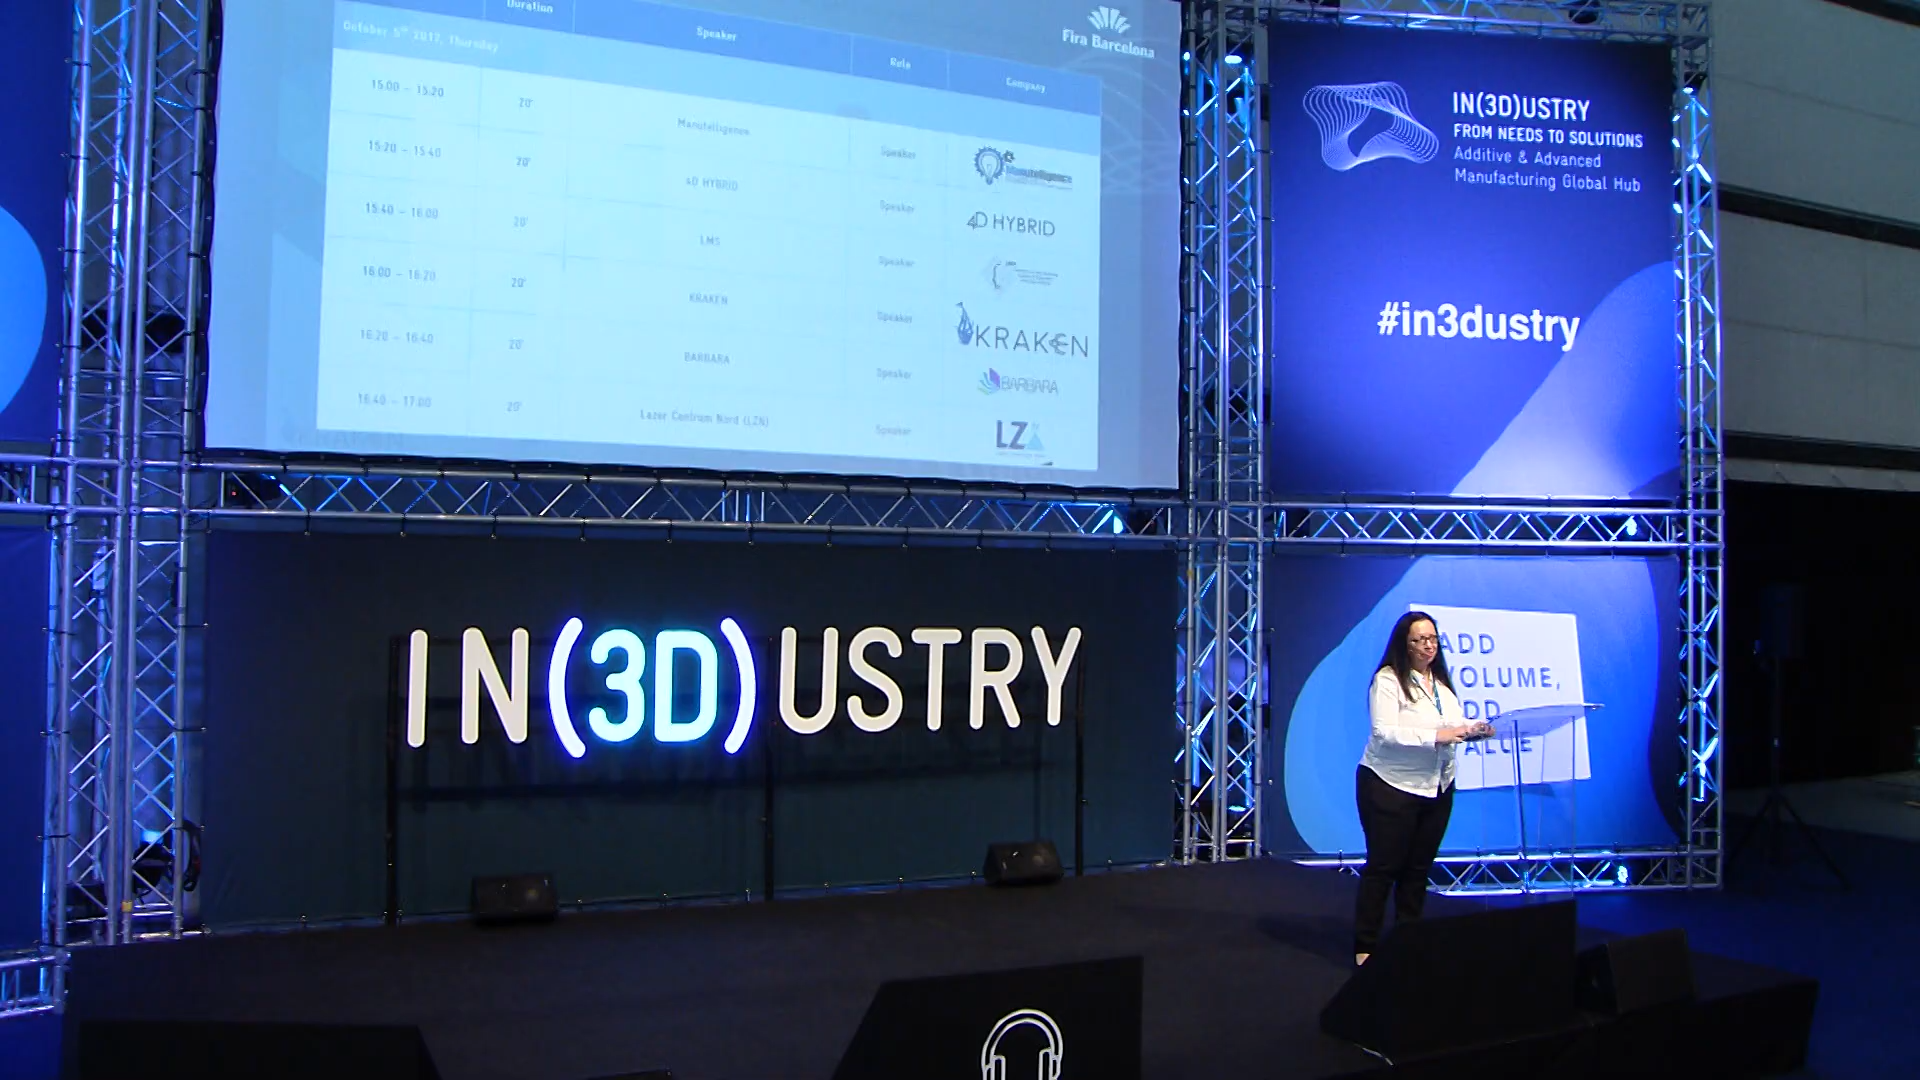 Duration
Speaker
Role
Company
October 5th 2017, Thursday
15:00 - 15:20
20'
Manutelligence
Speaker
Manutelligence
15:20 - 15:40
20'
4D HYBRID
Speaker
4D HYBRID
15:40 - 16:00
20'
LMS
Speaker
16:00 - 16:20
20'
KRAKEN
Speaker
KRAKEN
16:20 - 16:40
20'
BARBARA
Speaker
BARBARA
16:40 - 17:00
20'
Lazer Centrum Nord (LZN)
Speaker
LZ
Fira Barcelona
IN(3D)USTRY
FROM NEEDS TO SOLUTIONS
Additive & Advanced
Manufacturing Global Hub
#in3dustry
IN(3D)USTRY
ADD
VOLUME,
ADD
VALUE